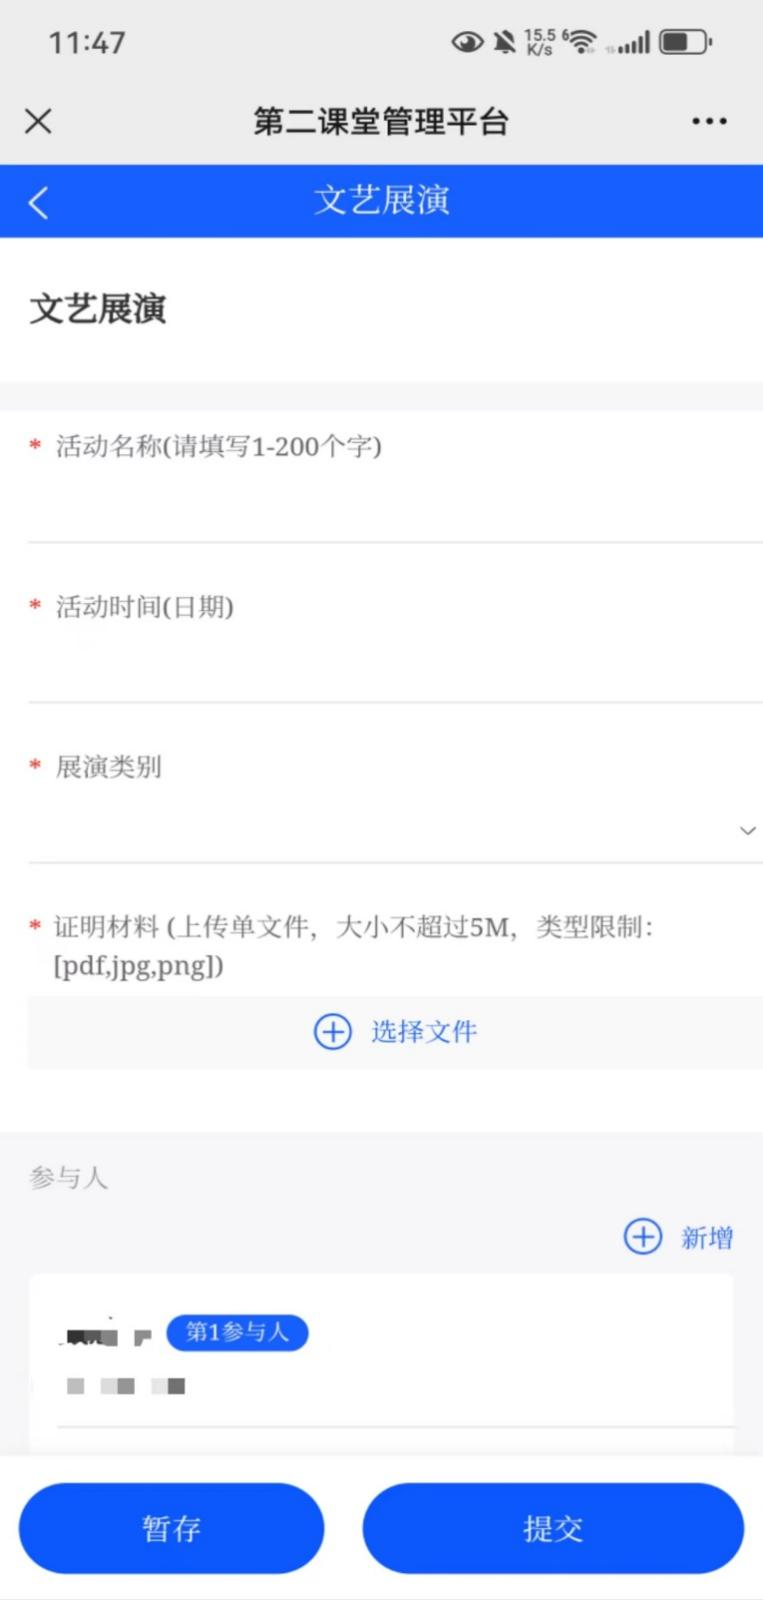 11:47
15.5 K/s 6
第二课堂管理平台
文艺展演
文艺展演
* 活动名称(请填写1-200个字)
* 活动时间(日期)
* 展演类别
* 证明材料 (上传单文件，大小不超过5M，类型限制：
[pdf,jpg,png])
选择文件
参与人
新增
第1参与人
暂存
提交